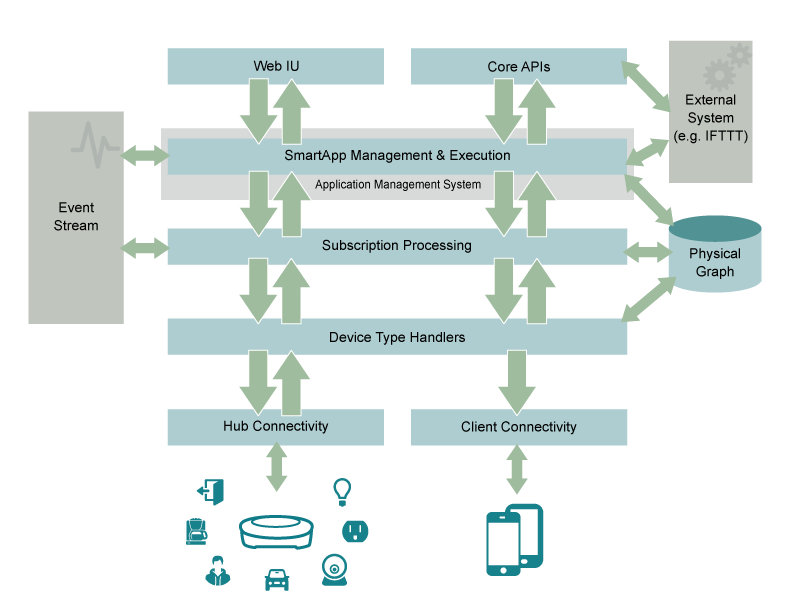 Web IU
Core APIs
External
System
(e.g. IFTTT)
SmartApp Management & Execution
Application Management System
Event
Stream
Subscription Processing
Physical
Graph
Device Type Handlers
Hub Connectivity
Client Connectivity